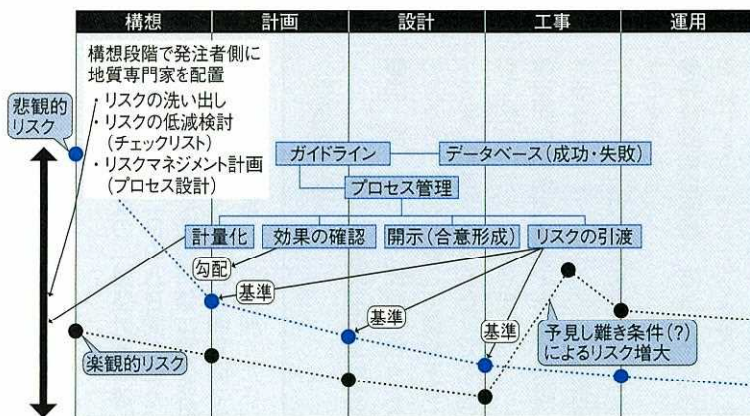 構想
計画
設計
工事
運用
構想段階で発注者側に
地質専門家を配置
・リスクの洗い出し
・リスクの低減検討
(チェックリスト)
・リスクマネジメント計画
(プロセス設計)
悲観的
リスク
ガイドライン
データベース(成功・失敗)
プロセス管理
計量化
効果の確認
開示(合意形成)
リスクの引渡
勾配
基準
基準
基準
予見し難き条件(?)
によるリスク増大
楽観的リスク